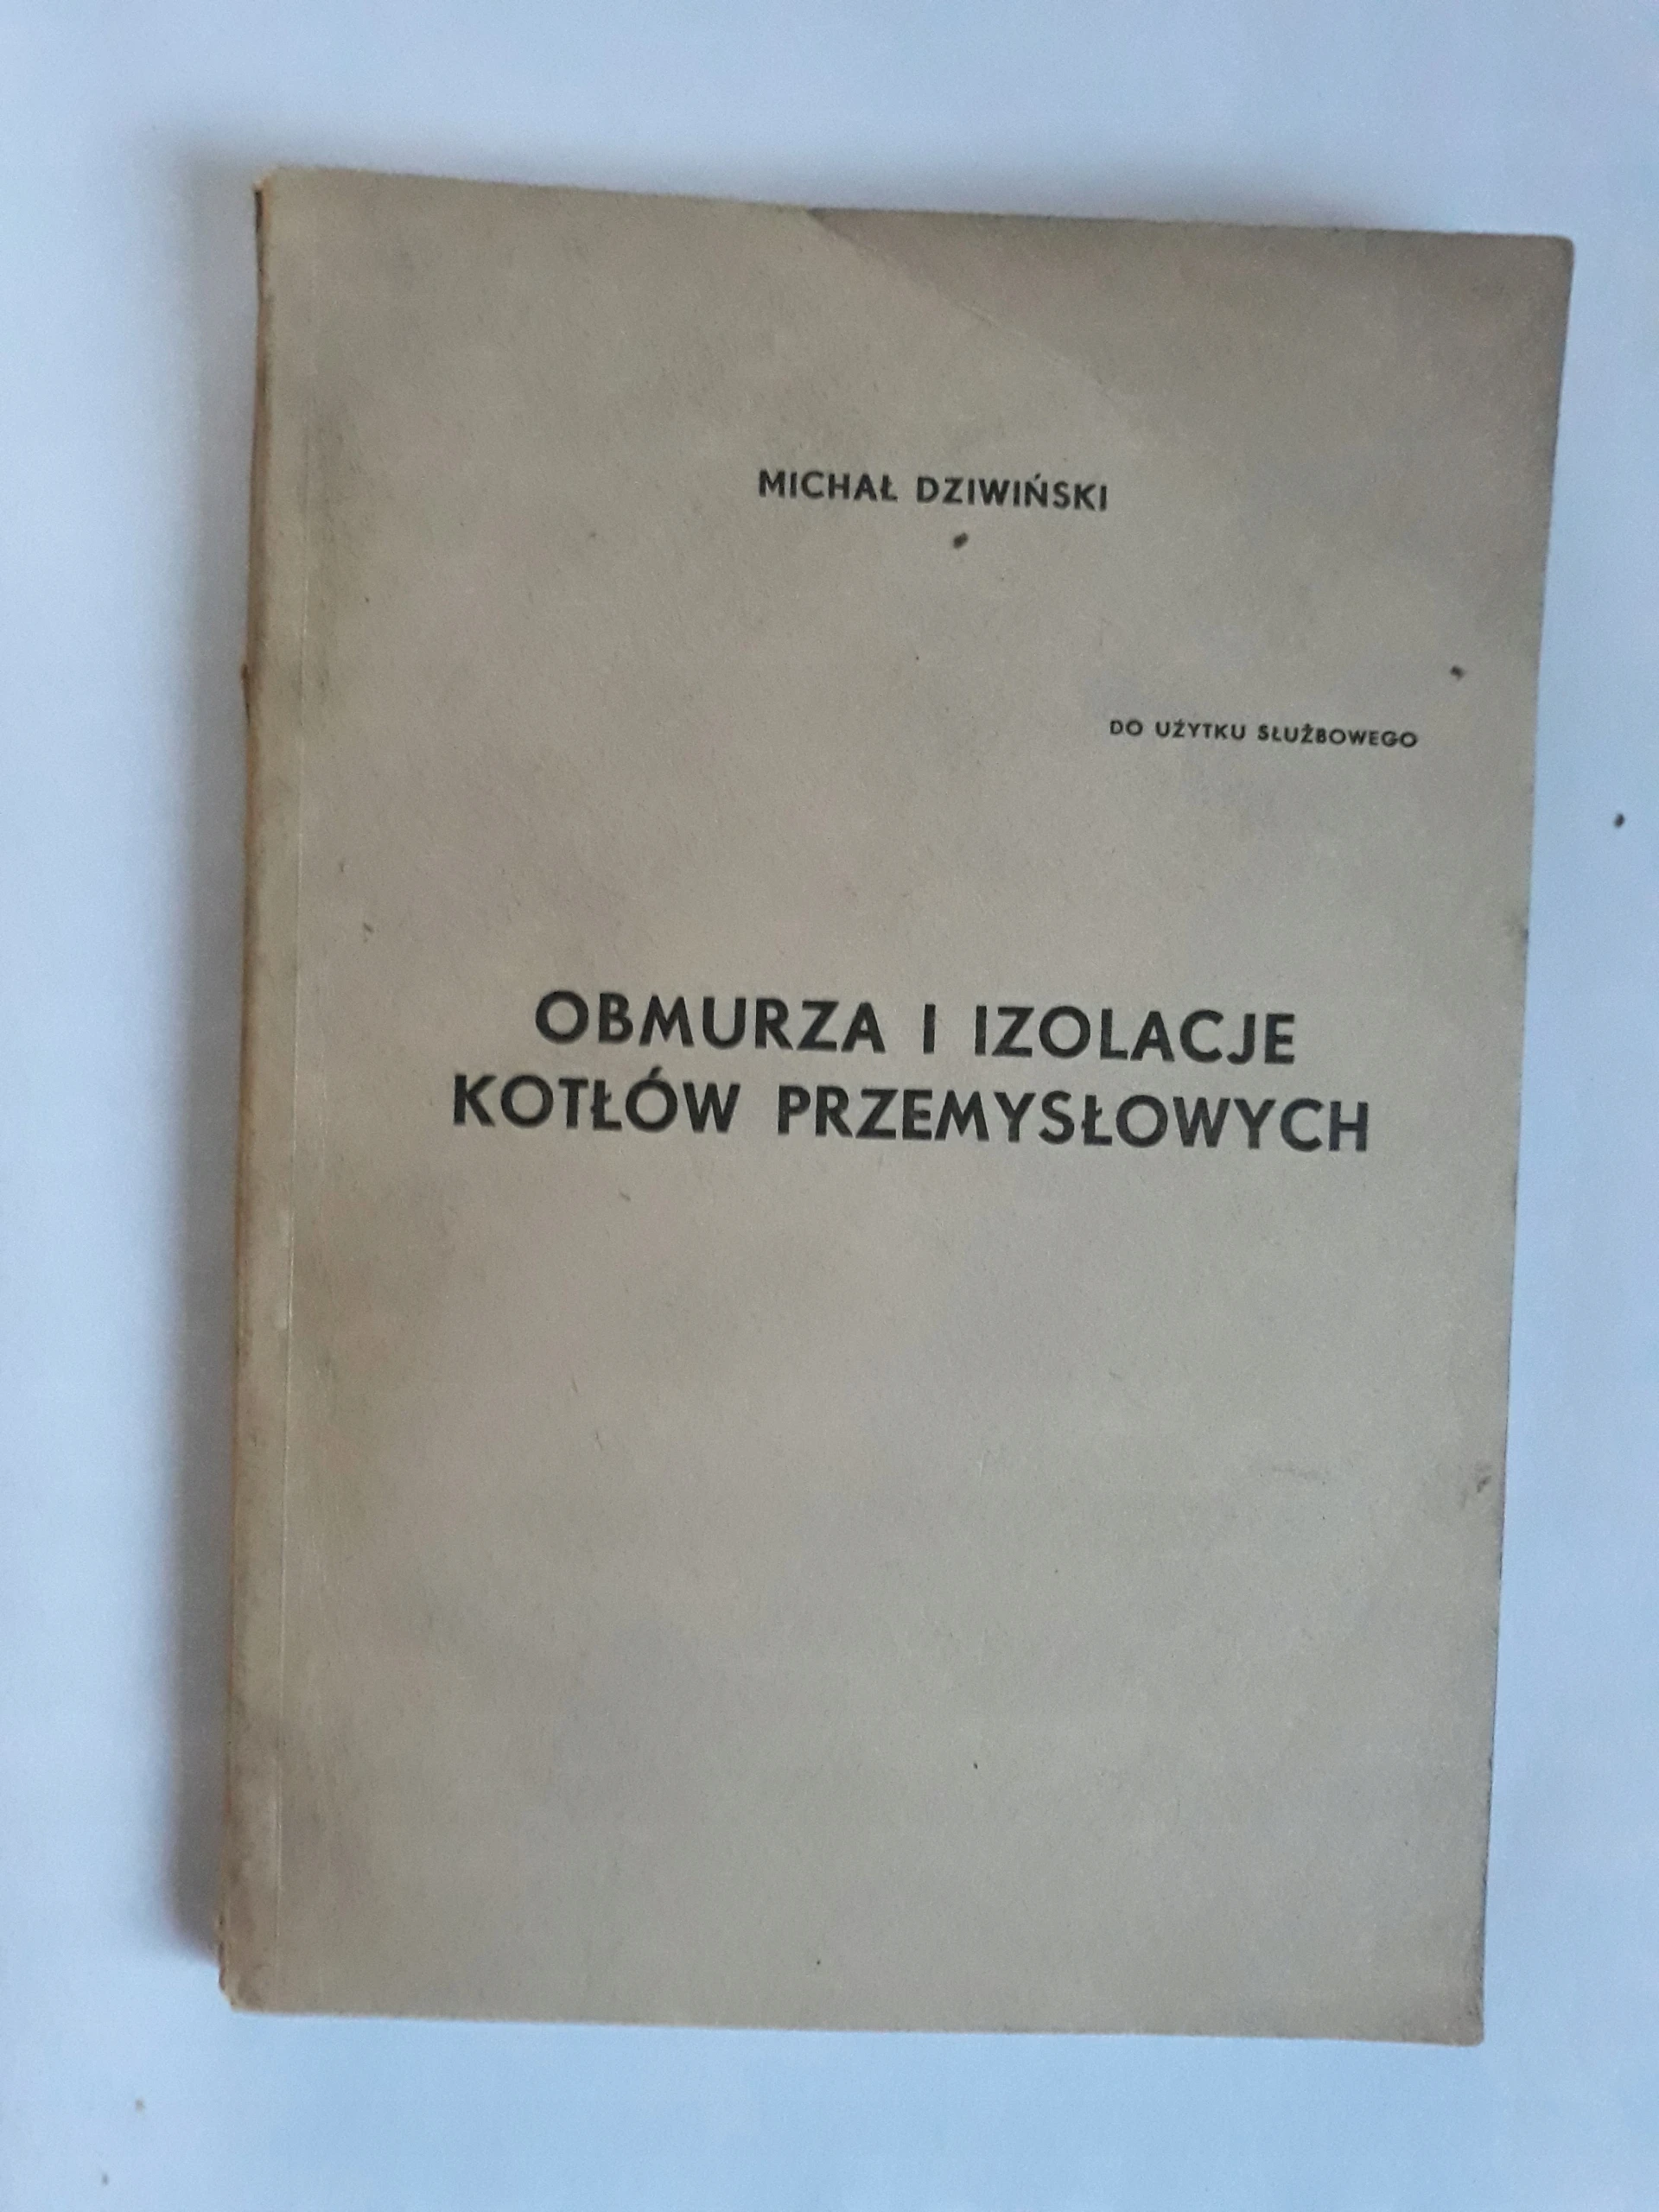 MICHAŁ DZIWIŃSKI
DO UŻYTKU SŁUŻBOWEGO
OBMURZA I IZOLACJE
KOTŁÓW PRZEMYSŁOWYCH